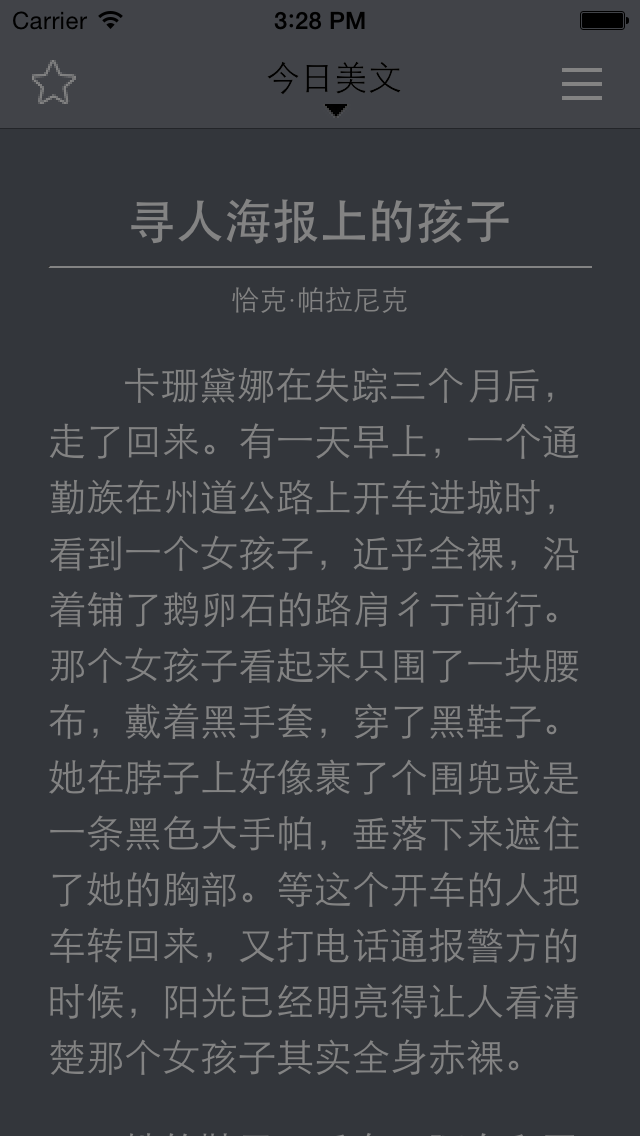 Carrier 3:28 PM
今日美文
寻人海报上的孩子
恰克·帕拉尼克
卡珊黛娜在失踪三个月后，
走了回来。有一天早上，一个通
勤族在州道公路上开车进城时，
看到一个女孩子，近乎全裸，沿
着铺了鹅卵石的路肩彳亍前行。
那个女孩子看起来只围了一块腰
布，戴着黑手套，穿了黑鞋子。
她在脖子上好像裹了个围兜或是
一条黑色大手帕，垂落下来遮住
了她的胸部。等这个开车的人把
车转回来，又打电话通报警方的
时候，阳光已经明亮得让人看清
楚那个女孩子其实全身赤裸。